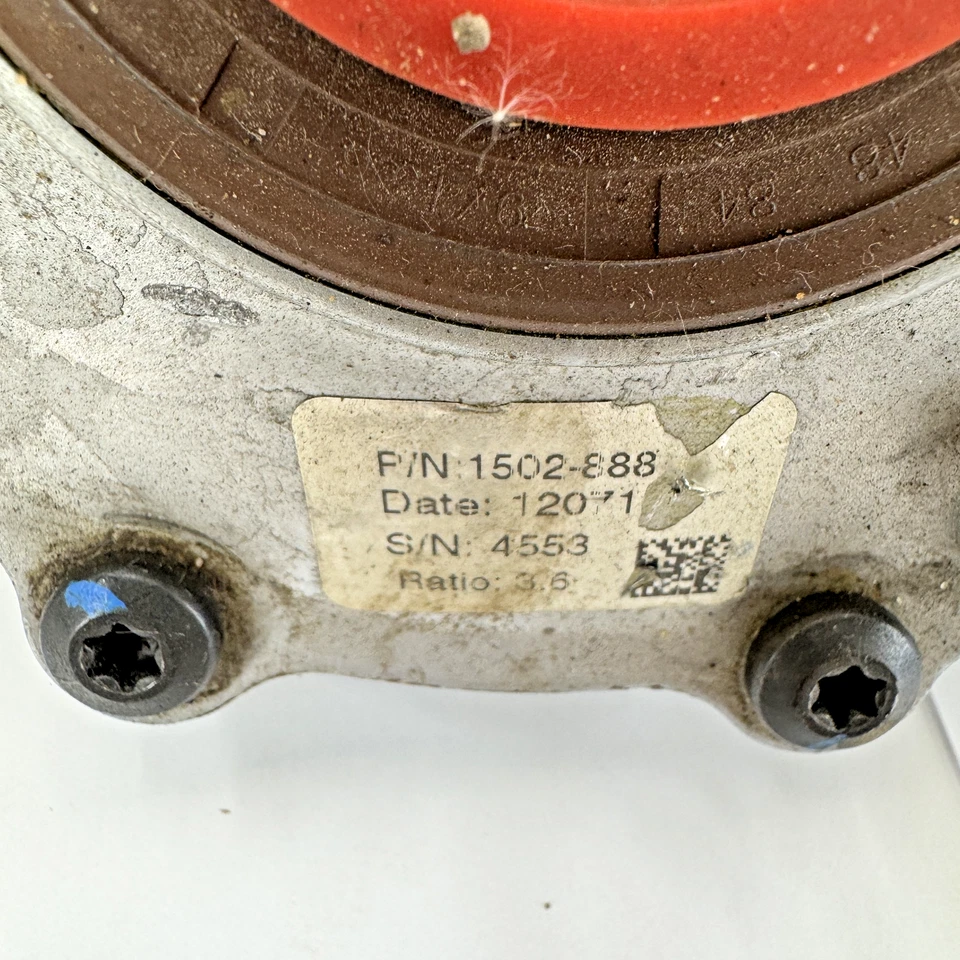 P/N:1502-888
Date: 12071
S/N: 4553
Ratio: 3.6